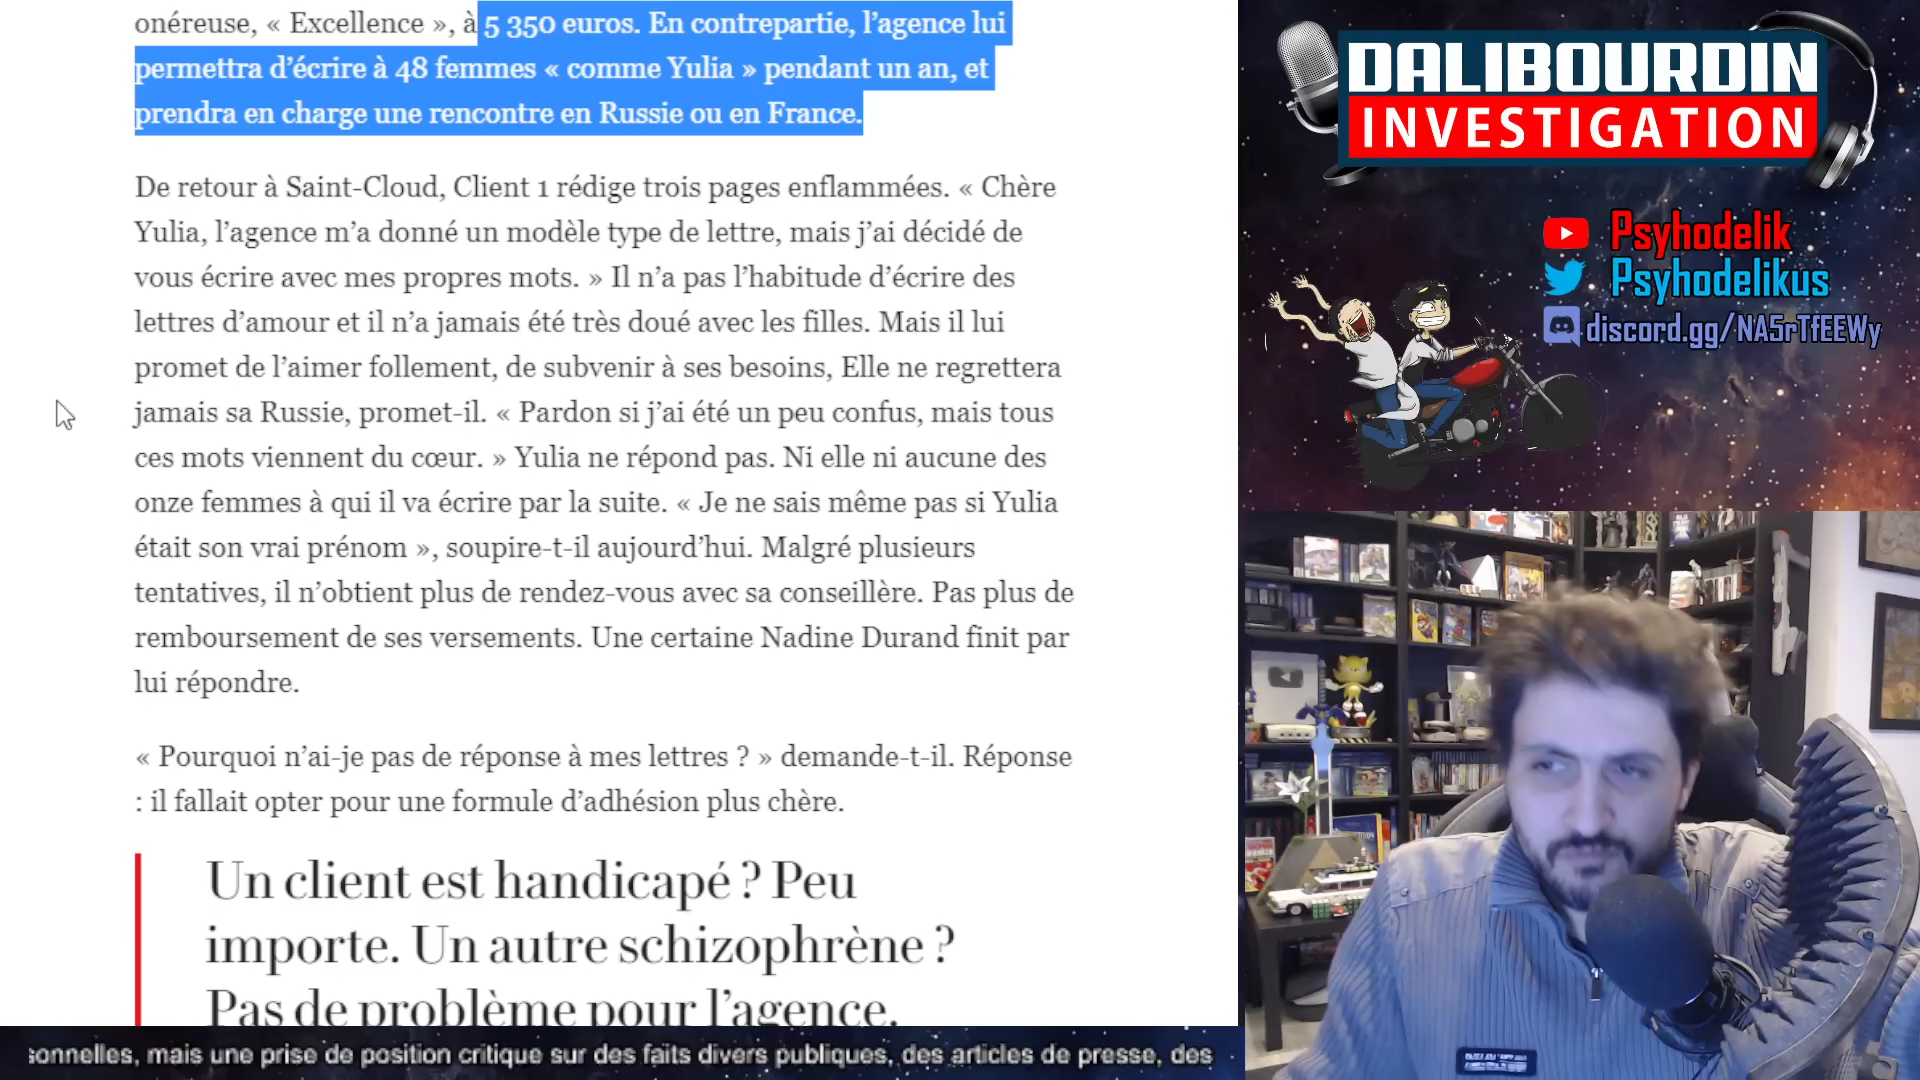 onéreuse, « Excellence », à 5 350 euros. En contrepartie, l’agence lui
permettra d’écrire à 48 femmes « comme Yulia » pendant un an, et
prendra en charge une rencontre en Russie ou en France.
De retour à Saint-Cloud, Client 1 rédige trois pages enflammées. « Chère
Yulia, l’agence m’a donné un modèle type de lettre, mais j’ai décidé de
vous écrire avec mes propres mots. » Il n’a pas l’habitude d’écrire des
lettres d’amour et il n’a jamais été très doué avec les filles. Mais il lui
promet de l’aimer follement, de subvenir à ses besoins, Elle ne regrettera
jamais sa Russie, promet-il. « Pardon si j’ai été un peu confus, mais tous
ces mots viennent du cœur. » Yulia ne répond pas. Ni elle ni aucune des
onze femmes à qui il va écrire par la suite. « Je ne sais même pas si Yulia
était son vrai prénom », soupire-t-il aujourd’hui. Malgré plusieurs
tentatives, il n’obtient plus de rendez-vous avec sa conseillère. Pas plus de
remboursement de ses versements. Une certaine Nadine Durand finit par
lui répondre.
« Pourquoi n’ai-je pas de réponse à mes lettres ? » demande-t-il. Réponse
: il fallait opter pour une formule d’adhésion plus chère.
Un client est handicapé ? Peu
importe. Un autre schizophrène ?
Pas de problème pour l’agence.
sonnelles, mais une prise de position critique sur des faits divers publiques, des articles de presse, des
DALIBOURDIN
INVESTIGATION
Psyhodelik
Psyhodelikus
discord.gg/NA5rTfEEWy